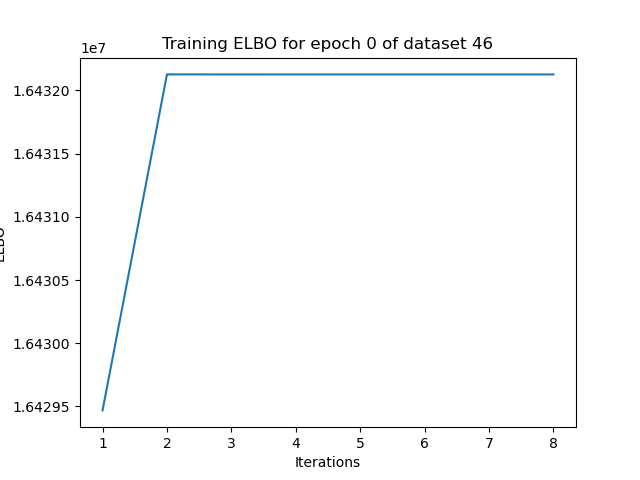 Training ELBO for epoch 0 of dataset 46
1e7
1.64320
1.64315
1.64310
1.64305
1.64300
1.64295
ELBO
1 2 3 4 5 6 7 8
Iterations